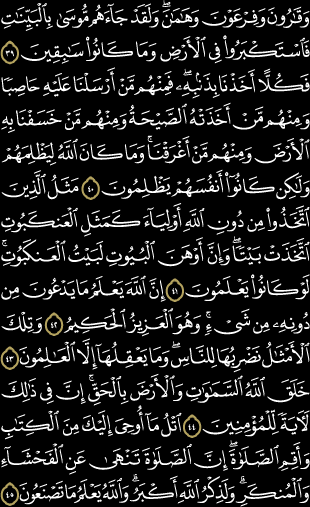 وَقَٰرُونَ وَفِرْعَوْنَ وَهَٰمَٰنَ ۖ وَلَقَدْ جَآءَهُم مُّوسَىٰ بِٱلْبَيِّنَٰتِ
فَٱسْتَكْبَرُوا۟ فِى ٱلْأَرْضِ وَمَا كَانُوا۟ سَٰبِقِينَ ٣٩
فَكُلًّا أَخَذْنَا بِذَنۢبِهِۦ ۖ فَمِنْهُم مَّنْ أَرْسَلْنَا عَلَيْهِ حَاصِبًا
وَمِنْهُم مَّنْ أَخَذَتْهُ ٱلصَّيْحَةُ وَمِنْهُم مَّنْ خَسَفْنَا بِهِ
ٱلْأَرْضَ وَمِنْهُم مَّنْ أَغْرَقْنَا ۚ وَمَا كَانَ ٱللَّهُ لِيَظْلِمَهُمْ
وَلَٰكِن كَانُوٓا۟ أَنفُسَهُمْ يَظْلِمُونَ ٤٠ مَثَلُ ٱلَّذِينَ
ٱتَّخَذُوا۟ مِن دُونِ ٱللَّهِ أَوْلِيَآءَ كَمَثَلِ ٱلْعَنكَبُوتِ
ٱتَّخَذَتْ بَيْتًا ۖ وَإِنَّ أَوْهَنَ ٱلْبُيُوتِ لَبَيْتُ ٱلْعَنكَبُوتِ ۖ
لَوْ كَانُوا۟ يَعْلَمُونَ ٤١ إِنَّ ٱللَّهَ يَعْلَمُ مَا يَدْعُونَ مِن
دُونِهِۦ مِن شَىْءٍ ۚ وَهُوَ ٱلْعَزِيزُ ٱلْحَكِيمُ ٤٢ وَتِلْكَ
ٱلْأَمْثَٰلُ نَضْرِبُهَا لِلنَّاسِ ۖ وَمَا يَعْقِلُهَآ إِلَّا ٱلْعَٰلِمُونَ ٤٣
خَلَقَ ٱللَّهُ ٱلسَّمَٰوَٰتِ وَٱلْأَرْضَ بِٱلْحَقِّ ۚ إِنَّ فِى ذَٰلِكَ
لَءَايَةً لِّلْمُؤْمِنِينَ ٤٤ ٱتْلُ مَآ أُوحِىَ إِلَيْكَ مِنَ ٱلْكِتَٰبِ
وَأَقِمِ ٱلصَّلَوٰةَ ۖ إِنَّ ٱلصَّلَوٰةَ تَنْهَىٰ عَنِ ٱلْفَحْشَآءِ
وَٱلْمُنكَرِ ۗ وَلَذِكْرُ ٱللَّهِ أَكْبَرُ ۗ وَٱللَّهُ يَعْلَمُ مَا تَصْنَعُونَ ٤٥